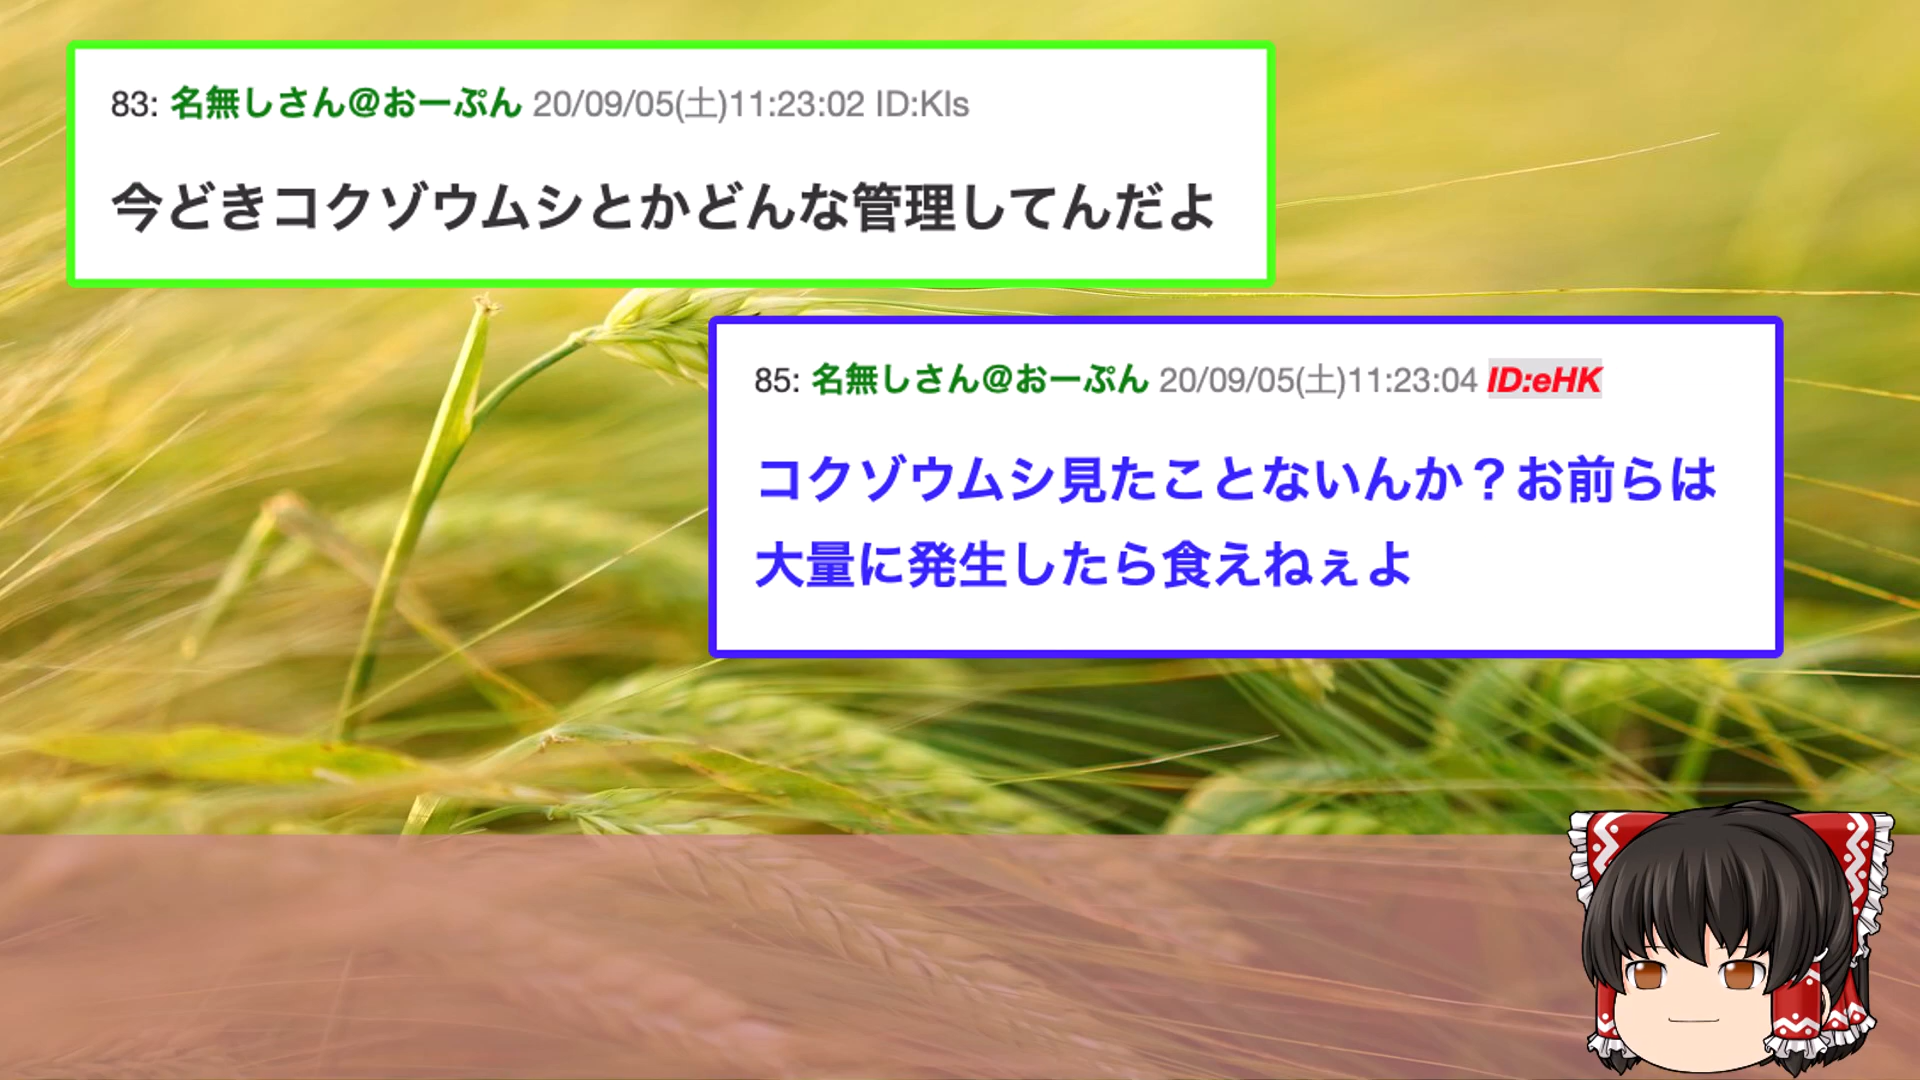 83: 名無しさん@おーぷん 20/09/05(土)11:23:02 ID:KIs
今どきコクゾウムシとかどんな管理してんだよ
85: 名無しさん@おーぷん 20/09/05(土)11:23:04 ID:eHK
コクゾウムシ見たことないんか？お前らは
大量に発生したら食えねぇよ